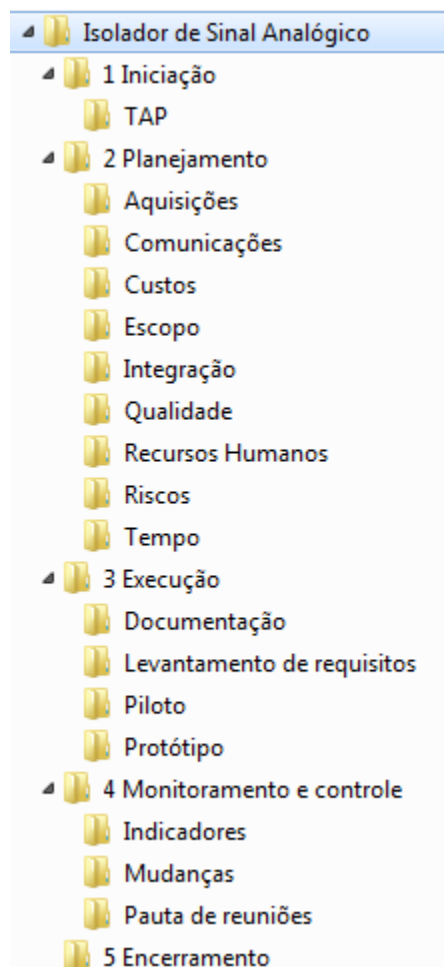 Isolador de Sinal Analógico
1 Iniciação
TAP
2 Planejamento
Aquisições
Comunicações
Custos
Escopo
Integração
Qualidade
Recursos Humanos
Riscos
Tempo
3 Execução
Documentação
Levantamento de requisitos
Piloto
Protótipo
4 Monitoramento e controle
Indicadores
Mudanças
Pauta de reuniões
5 Encerramento